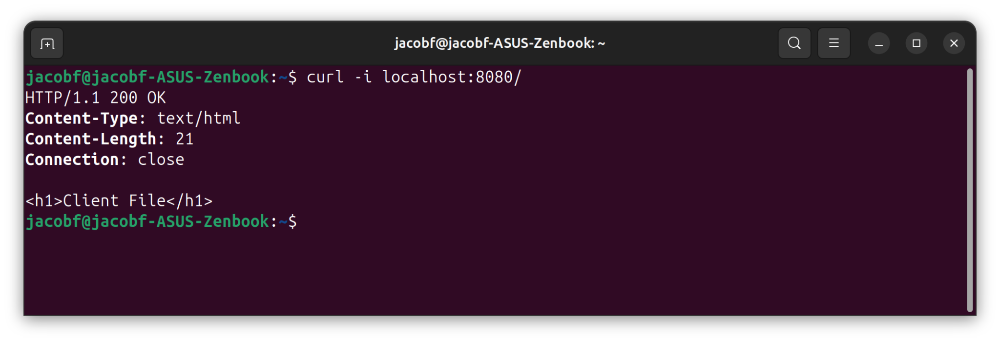 jacobf@jacobf-ASUS-Zenbook: ~
jacobf@jacobf-ASUS-Zenbook:~$ curl -i localhost:8080/
HTTP/1.1 200 OK
Content-Type: text/html
Content-Length: 21
Connection: close
<h1>Client File</h1>
jacobf@jacobf-ASUS-Zenbook:~$